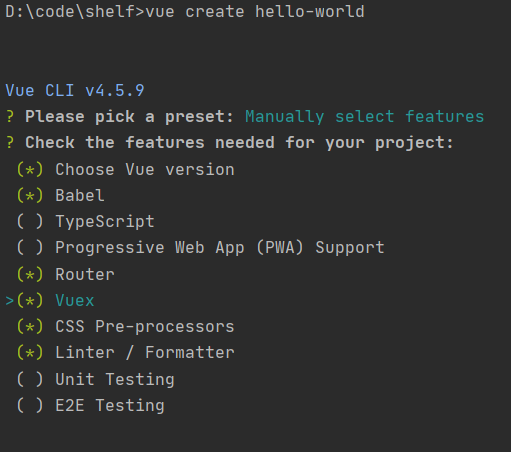 D:\code\shelf>vue create hello-world
Vue CLI v4.5.9
? Please pick a preset: Manually select features
? Check the features needed for your project:
(*) Choose Vue version
(*) Babel
( ) TypeScript
( ) Progressive Web App (PWA) Support
(*) Router
>(*) Vuex
(*) CSS Pre-processors
(*) Linter / Formatter
( ) Unit Testing
( ) E2E Testing